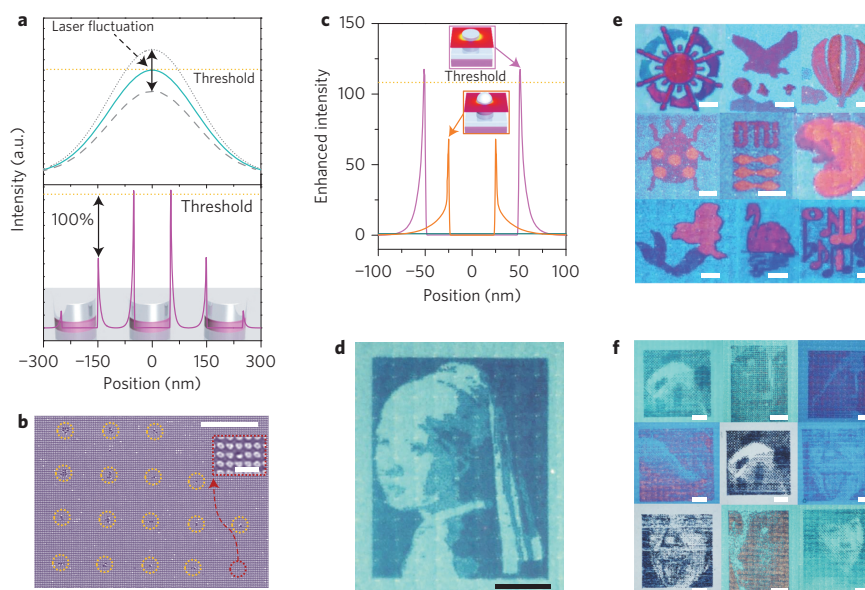 a
Laser fluctuation
Threshold
Intensity (a.u.)
100%
Threshold
−300 −150 0 150 300
Position (nm)
b
c
150
100
50
0
Threshold
Enhanced intensity
−100 −50 0 50 100
Position (nm)
d
e
f